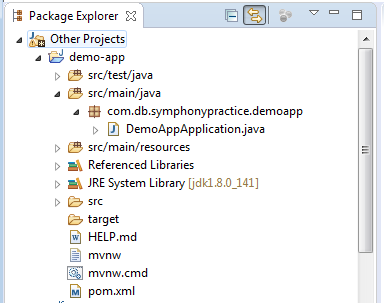 Package Explorer
Other Projects
demo-app
src/test/java
src/main/java
com.db.symphonypractice.demoapp
DemoAppApplication.java
src/main/resources
Referenced Libraries
JRE System Library [jdk1.8.0_141]
src
target
HELP.md
mvnw
mvnw.cmd
pom.xml